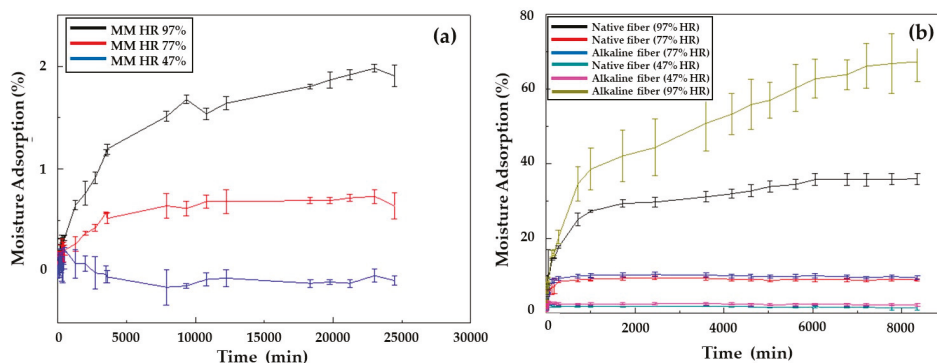 MM HR 97%
MM HR 77%
MM HR 47%
(a)
Moisture Adsorption (%)
2
1
0
0
5000
10000
15000
20000
25000
30000
Time (min)
Native fiber (97% HR)
Native fiber (77% HR)
Alkaline fiber (77% HR)
Native fiber (47% HR)
Alkaline fiber (47% HR)
Alkaline fiber (97% HR)
(b)
Moisture Adsorption (%)
80
60
40
20
0
0
2000
4000
6000
8000
Time (min)